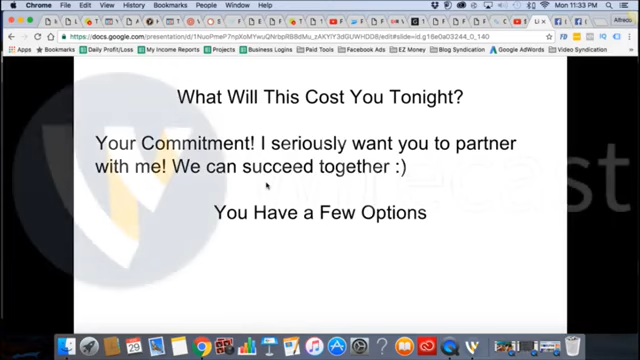 Chrome File Edit View History Bookmarks People Window Help
Mon 11:33 PM
Alfredo
Bookmarks Daily Profit/Loss My Income Reports Projects Business Logins Paid Tools Facebook Ads EZ Money Blog Syndication Google AdWords Video Syndication
What Will This Cost You Tonight?
Your Commitment! I seriously want you to partner
with me! We can succeed together :)
You Have a Few Options